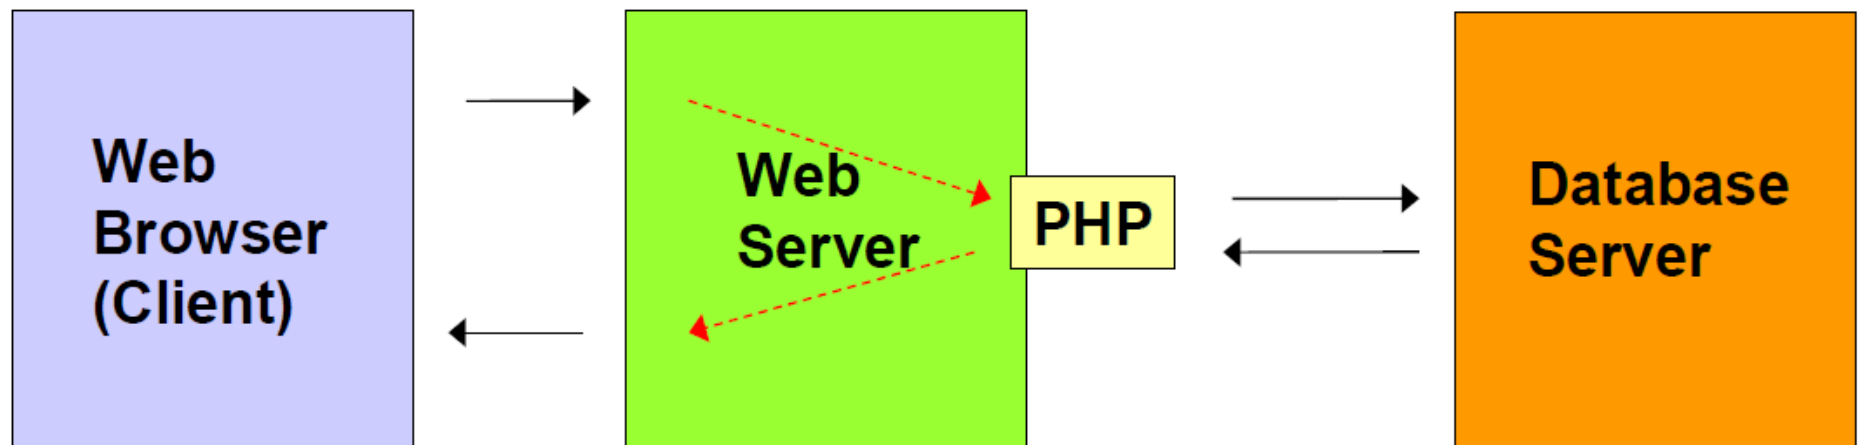 Web
Browser
(Client)
Web
Server
PHP
Database
Server